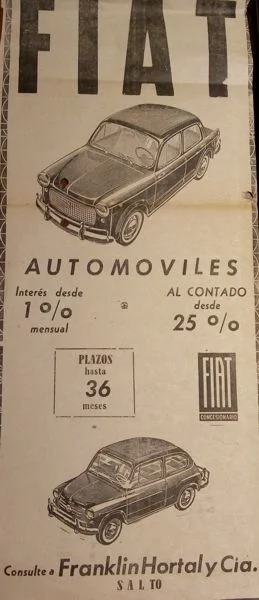 FIAT
AUTOMOVILES
Interés desde
1 o/o
mensual
AL CONTADO
desde
25 o/o
PLAZOS
hasta
36
meses
FIAT
CONCESIONARIO
Consulte a Franklin Hortal y Cia.
SALTO